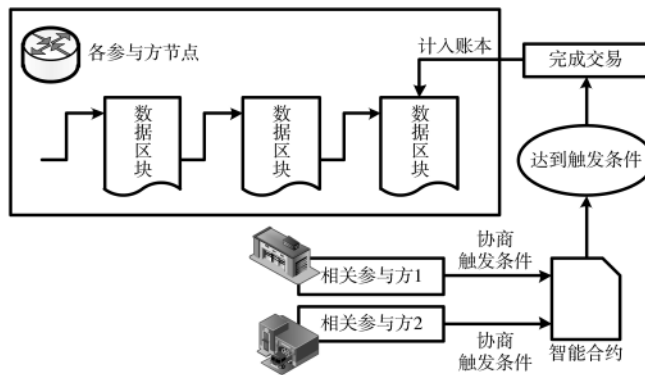 各参与方节点
计入账本
完成交易
数据区块
数据区块
数据区块
达到触发条件
协商
触发条件
相关参与方1
相关参与方2
协商
触发条件
智能合约